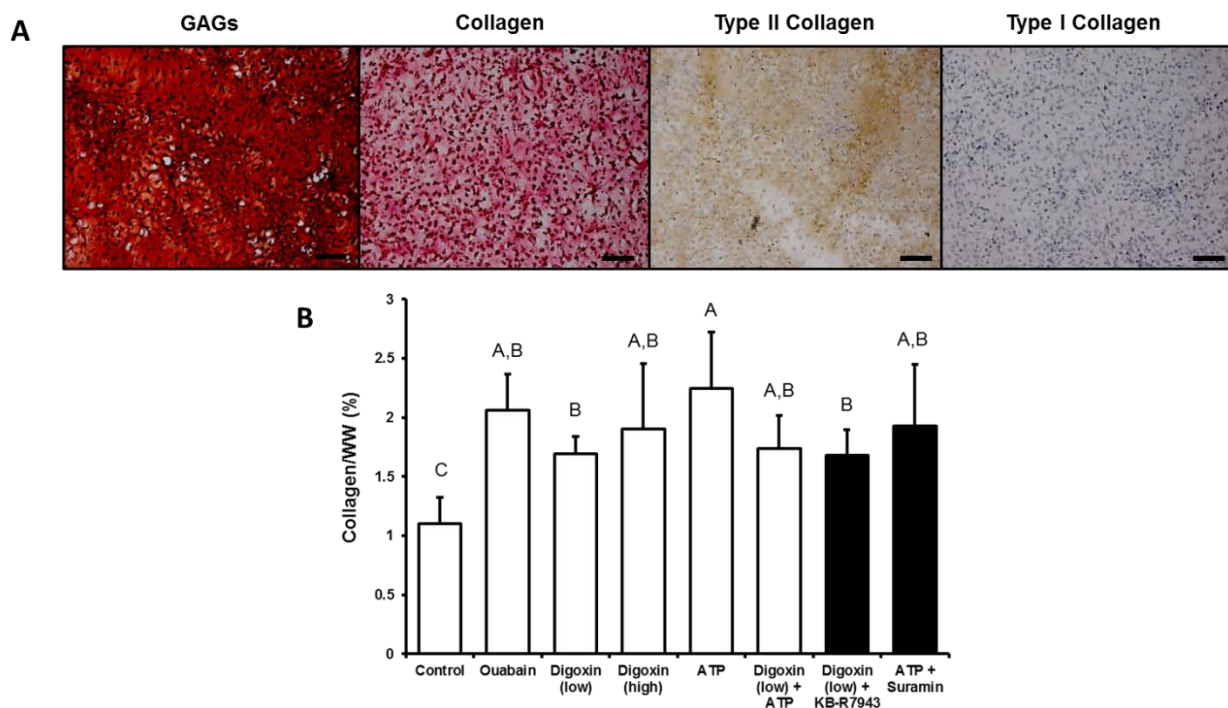 A
GAGs
Collagen
Type II Collagen
Type I Collagen
B
Collagen/WW (%)
3
2.5
2
1.5
1
0.5
0
C
A,B
B
A,B
A
A,B
B
A,B
Control
Ouabain
Digoxin
(low)
Digoxin
(high)
ATP
Digoxin
(low) +
ATP
Digoxin
(low) +
KB-R7943
ATP +
Suramin